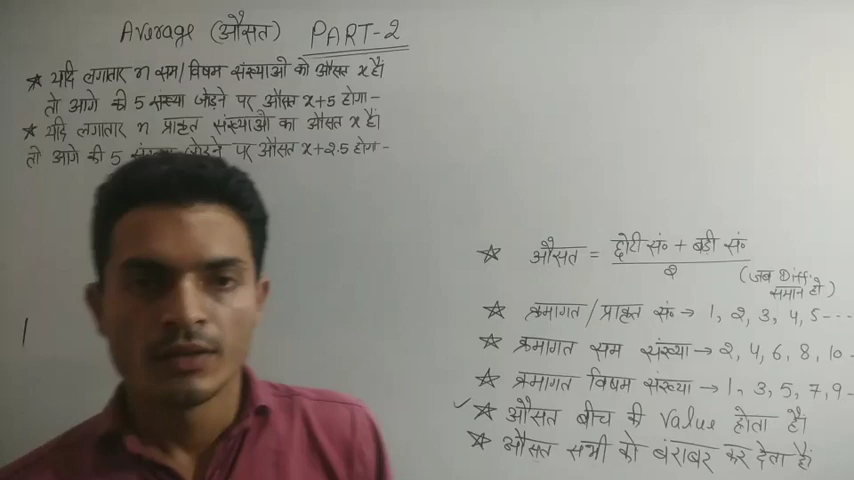 Average (औसत) PART-2
★ यदि लगातार n सम/विषम संख्याओं का औसत x है।
तो आगे की 5 संख्या जोड़ने पर औसत x+5 होगा-
★ यदि लगातार n प्राकृत संख्याओं का औसत x है।
तो आगे की 5 जोड़ने पर औसत x+2.5 होगा-
☆ औसत = छोटी सं० + बड़ी सं०
२
(जब Diff. समान हो)
☆ क्रमागत/प्राकृत सं० → 1, 2, 3, 4, 5---
☆ क्रमागत सम संख्या → 2, 4, 6, 8, 10-
☆ क्रमागत विषम संख्या → 1, 3, 5, 7, 9-
✓☆ औसत बीच की value होता है।
☆ औसत सभी को बराबर कर देता है।